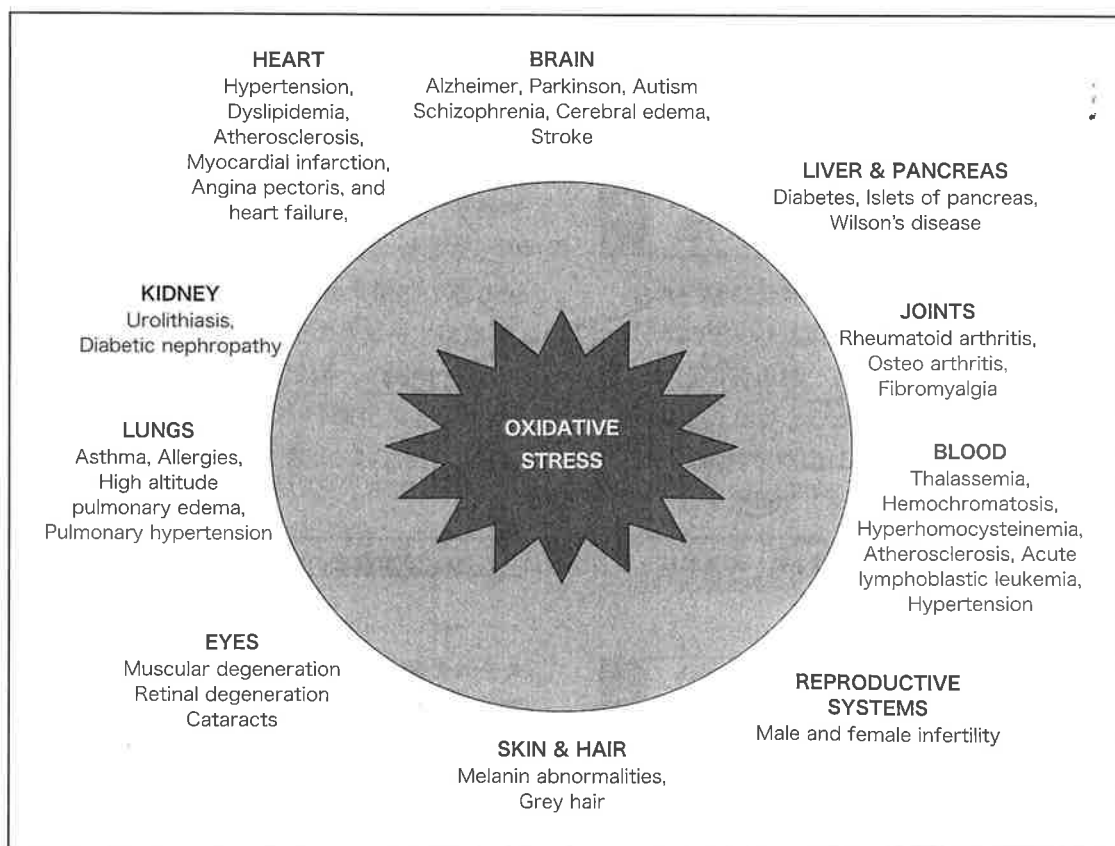 HEART
Hypertension,
Dyslipidemia,
Atherosclerosis,
Myocardial infarction,
Angina pectoris, and
heart failure,
BRAIN
Alzheimer, Parkinson, Autism
Schizophrenia, Cerebral edema,
Stroke
LIVER & PANCREAS
Diabetes, Islets of pancreas,
Wilson's disease
KIDNEY
Urolithiasis,
Diabetic nephropathy
JOINTS
Rheumatoid arthritis,
Osteo arthritis,
Fibromyalgia
OXIDATIVE
STRESS
LUNGS
Asthma, Allergies,
High altitude
pulmonary edema,
Pulmonary hypertension
BLOOD
Thalassemia,
Hemochromatosis,
Hyperhomocysteinemia,
Atherosclerosis, Acute
lymphoblastic leukemia,
Hypertension
EYES
Muscular degeneration
Retinal degeneration
Cataracts
REPRODUCTIVE
SYSTEMS
Male and female infertility
SKIN & HAIR
Melanin abnormalities,
Grey hair